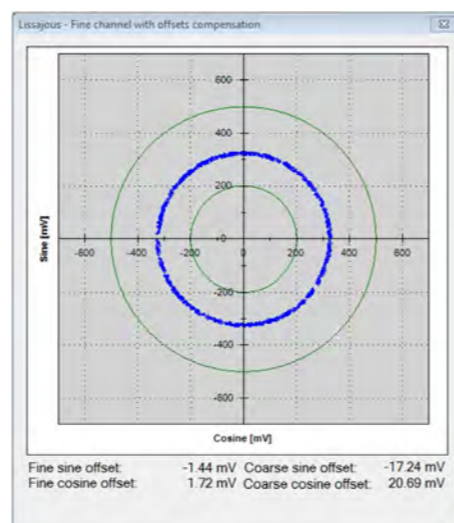 Lissajous - Fine channel with offsets compensation
600
400
200
-600 -400 -200 0 200 400 600
-200
-400
-600
Sine [mV]
Cosine [mV]
Fine sine offset: -1.44 mV Coarse sine offset: -17.24 mV
Fine cosine offset: 1.72 mV Coarse cosine offset: 20.69 mV